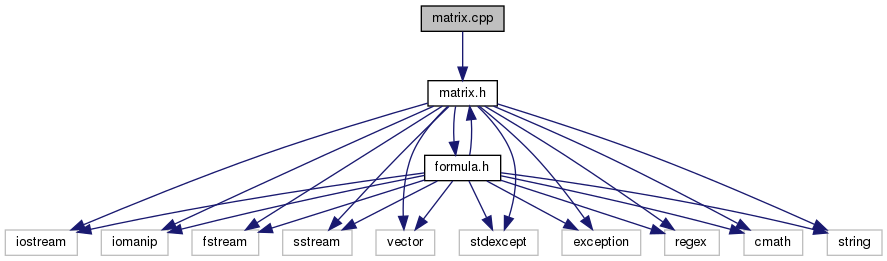 matrix.cpp
matrix.h
formula.h
iostream
iomanip
fstream
sstream
vector
stdexcept
exception
regex
cmath
string